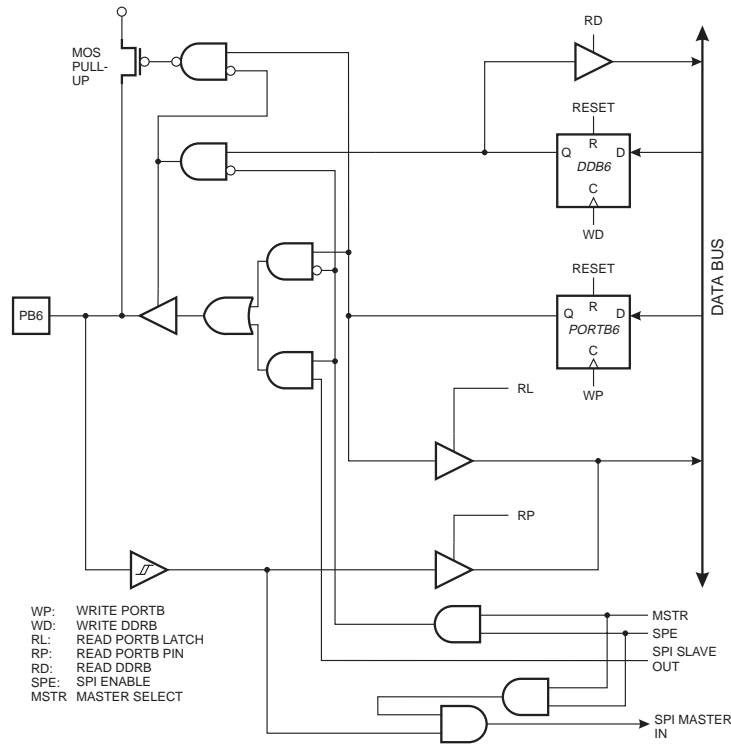 RD
MOS
PULL-
UP
RESET
R
Q
D
DDB6
C
WD
DATA BUS
RESET
R
PB6
Q
D
PORTB6
C
WP
RL
RP
WP: WRITE PORTB
WD: WRITE DDRB
RL: READ PORTB LATCH
RP: READ PORTB PIN
RD: READ DDRB
SPE: SPI ENABLE
MSTR MASTER SELECT
MSTR
SPE
SPI SLAVE
OUT
SPI MASTER
IN